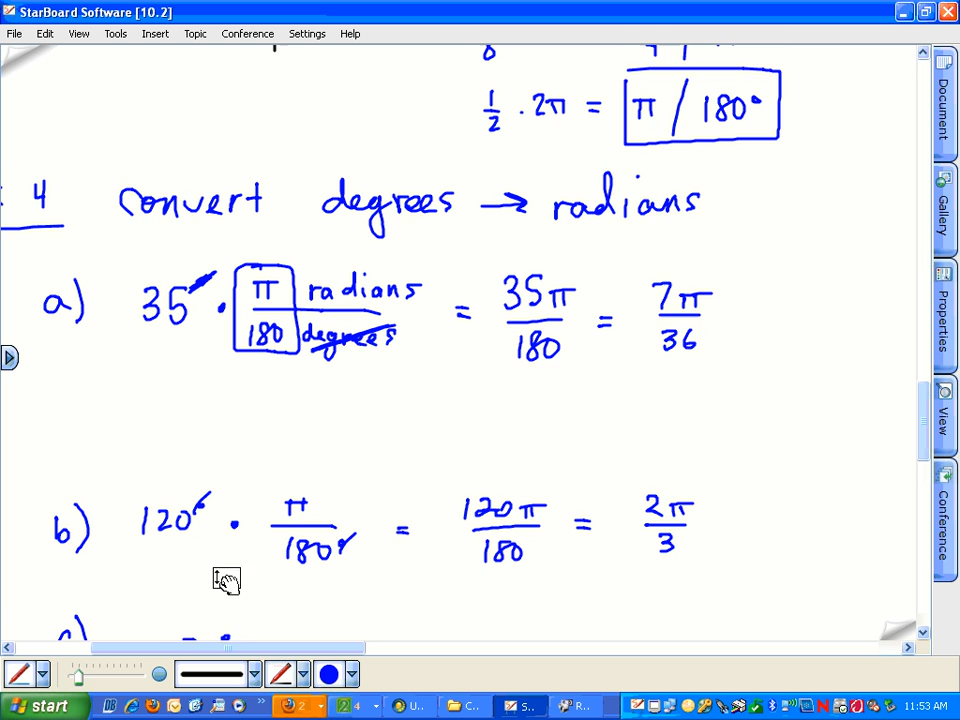 StarBoard Software [10.2]
File Edit View Tools Insert Topic Conference Settings Help
1/2 · 2π = π / 180°
4 convert degrees → radians
a) 35° · π/180 radians/degrees = 35π/180 = 7π/36
b) 120° · π/180° = 120π/180 = 2π/3
Document
Gallery
Properties
View
Conference
start
2
4
U...
C...
S...
R...
11:53 AM